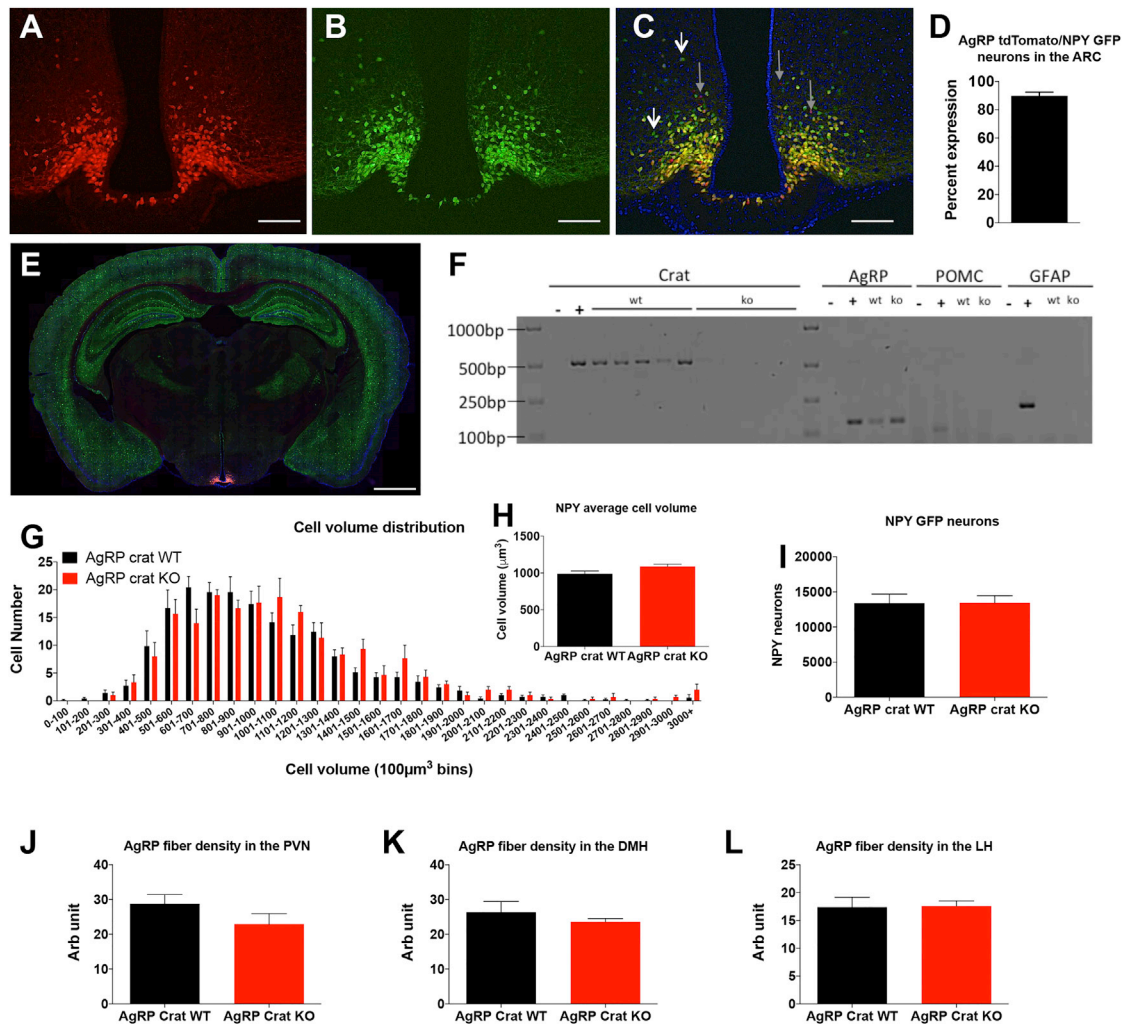 A
B
C
D
AgRP tdTomato/NPY GFP
neurons in the ARC
Percent expression
100
80
60
40
20
0
E
F
Crat
AgRP
POMC
GFAP
- + wt ko
- + wt ko
- + wt ko
- + wt ko
1000bp
500bp
250bp
100bp
G
Cell volume distribution
AgRP crat WT
AgRP crat KO
Cell Number
25
20
15
10
5
0
0-100
101-200
201-300
301-400
401-500
501-600
601-700
701-800
801-900
901-1000
1001-1100
1101-1200
1201-1300
1301-1400
1401-1500
1501-1600
1601-1700
1701-1800
1801-1900
1901-2000
2001-2100
2101-2200
2201-2300
2301-2400
2401-2500
2501-2600
2601-2700
2701-2800
2801-2900
2901-3000
3000+
Cell volume (100µm³ bins)
H
NPY average cell volume
Cell volume (µm³)
1500
1000
500
0
AgRP crat WT AgRP crat KO
I
NPY GFP neurons
NPY neurons
20000
15000
10000
5000
0
AgRP crat WT AgRP crat KO
J
AgRP fiber density in the PVN
Arb unit
40
30
20
10
0
AgRP Crat WT AgRP Crat KO
K
AgRP fiber density in the DMH
Arb unit
40
30
20
10
0
AgRP Crat WT AgRP Crat KO
L
AgRP fiber density in the LH
Arb unit
25
20
15
10
5
0
AgRP Crat WT AgRP Crat KO